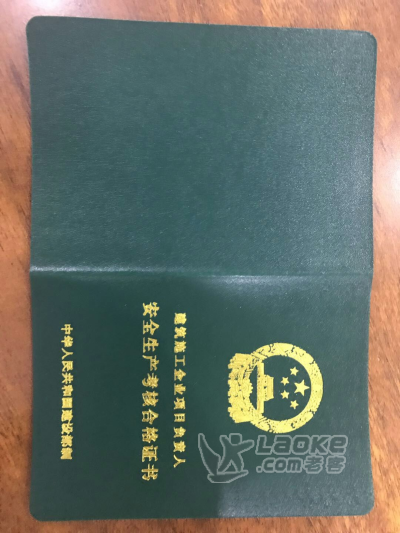 建筑施工企业项目负责人
安全生产考核合格证书
中华人民共和国建设部制
LAOKE
.com老客